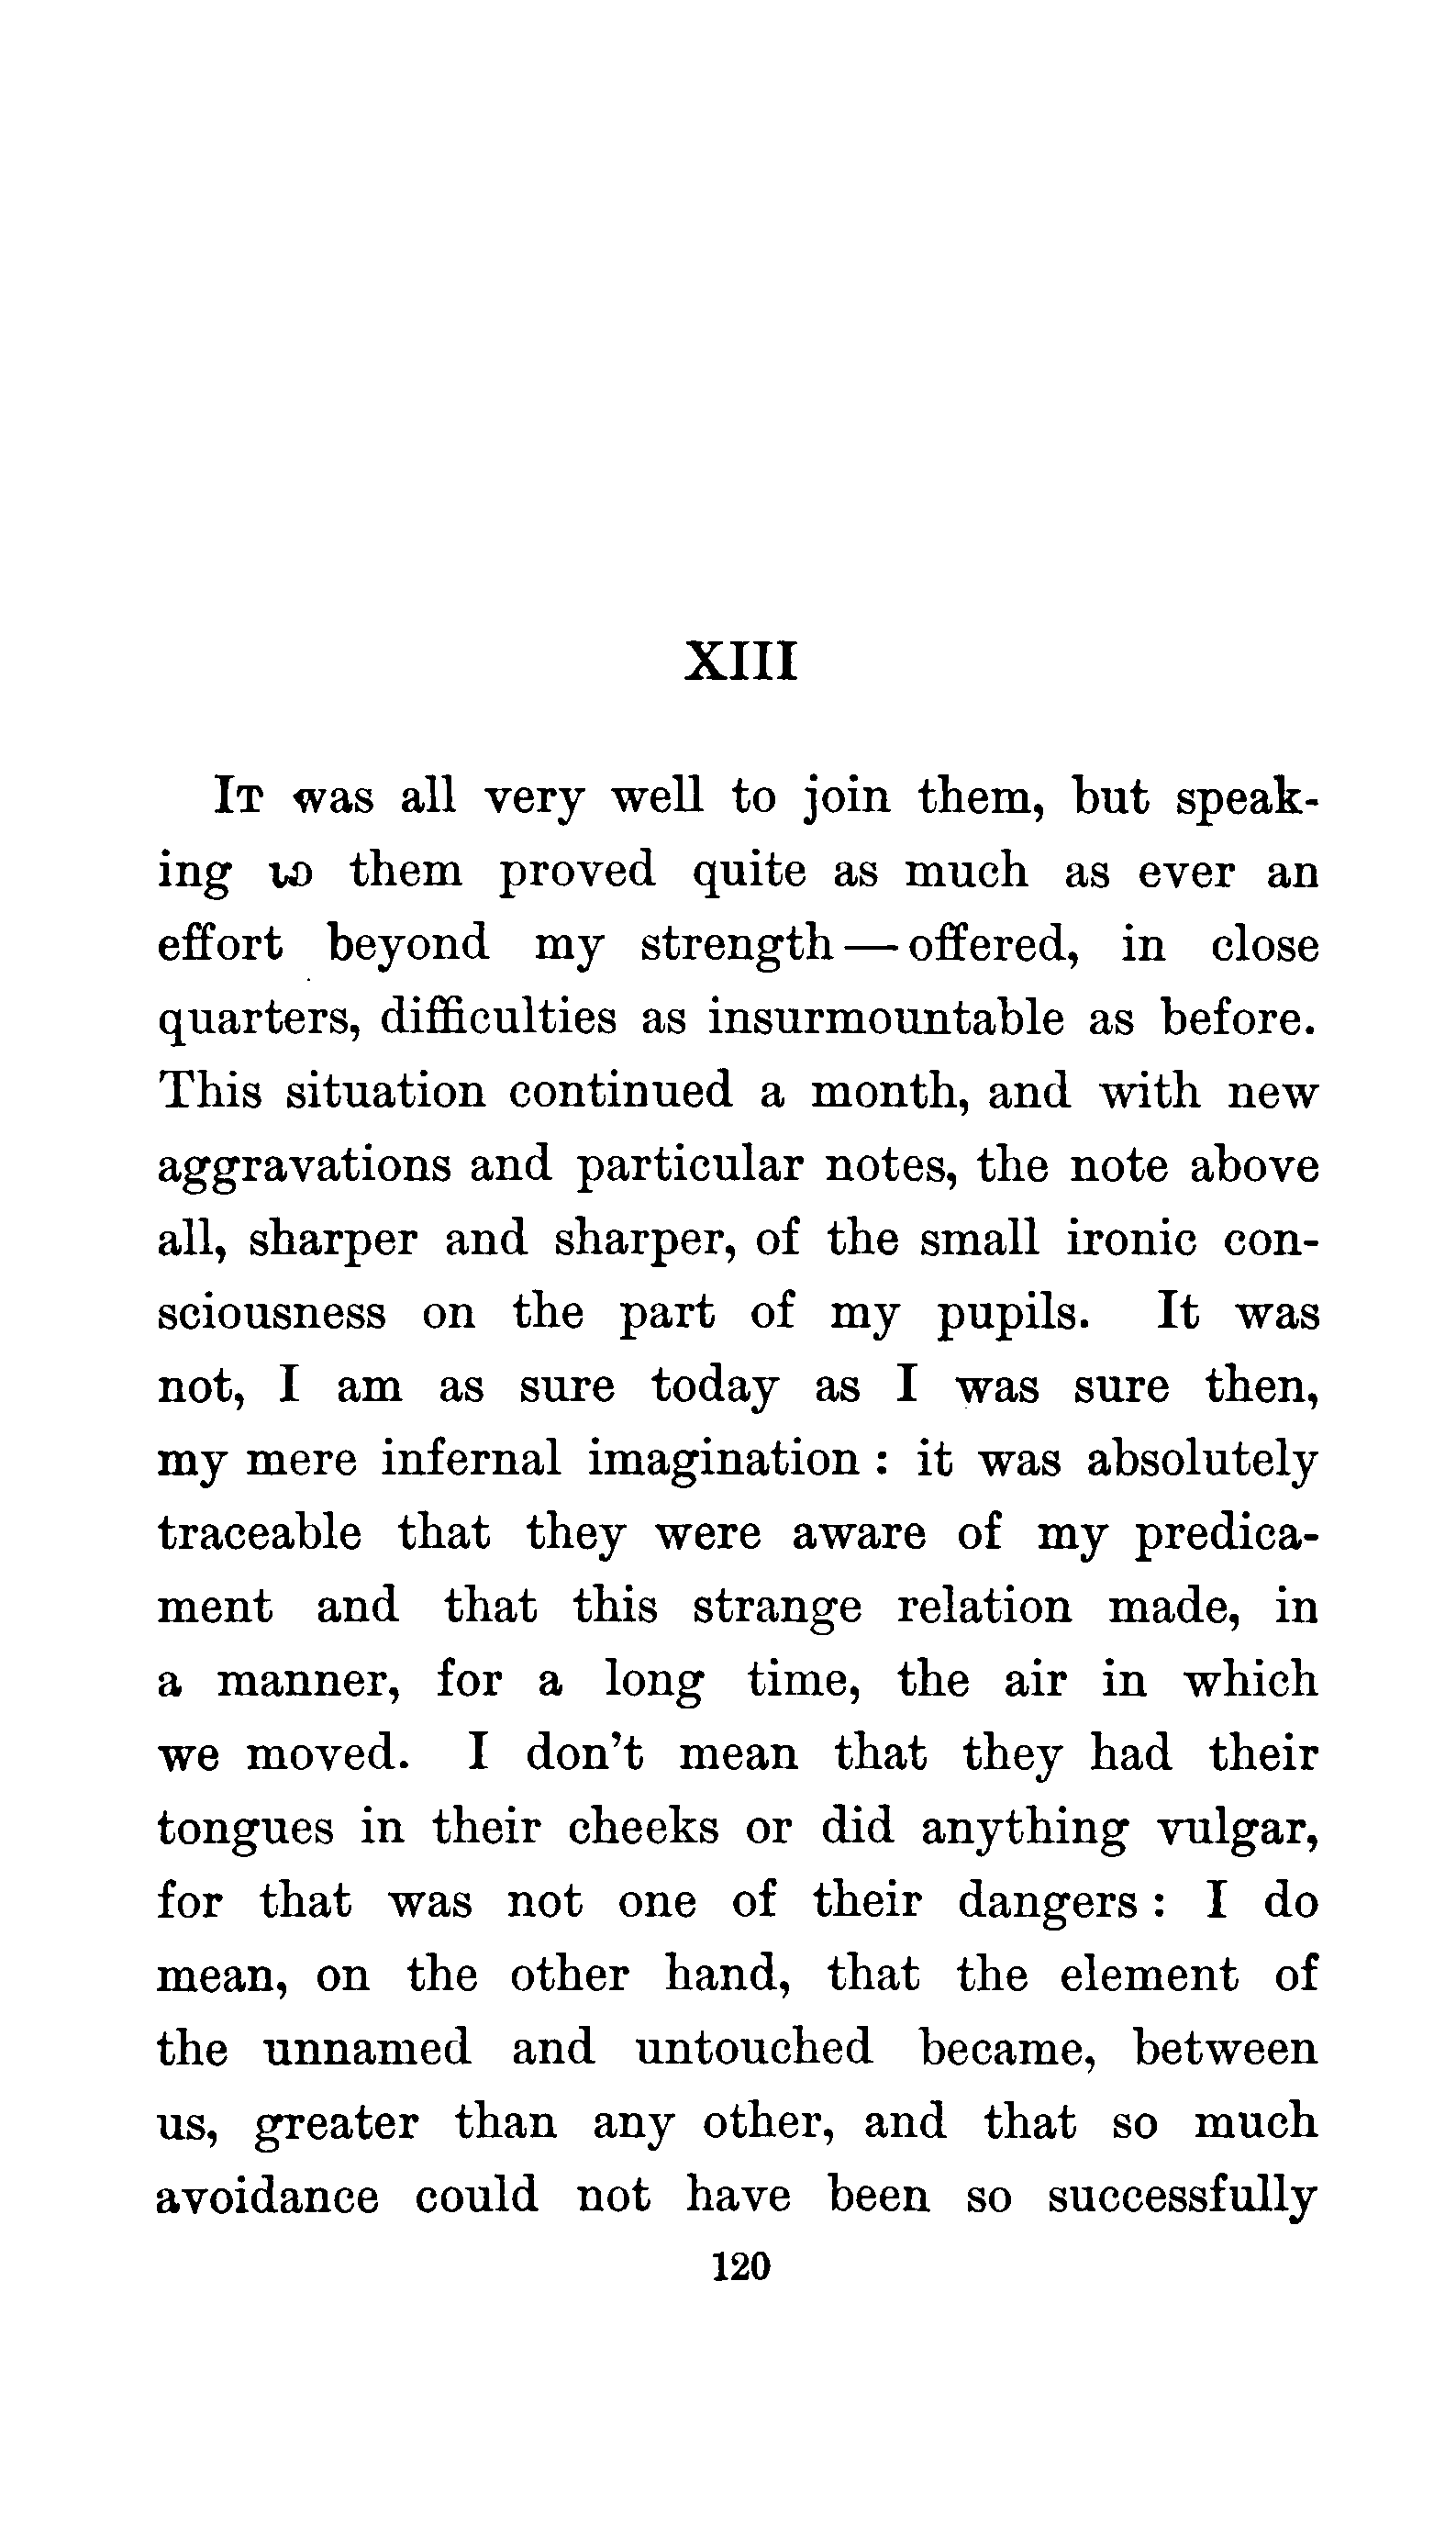 XIII
IT was all very well to join them, but speak-
ing to them proved quite as much as ever an
effort beyond my strength—offered, in close
quarters, difficulties as insurmountable as before.
This situation continued a month, and with new
aggravations and particular notes, the note above
all, sharper and sharper, of the small ironic con-
sciousness on the part of my pupils. It was
not, I am as sure today as I was sure then,
my mere infernal imagination : it was absolutely
traceable that they were aware of my predica-
ment and that this strange relation made, in
a manner, for a long time, the air in which
we moved. I don't mean that they had their
tongues in their cheeks or did anything vulgar,
for that was not one of their dangers : I do
mean, on the other hand, that the element of
the unnamed and untouched became, between
us, greater than any other, and that so much
avoidance could not have been so successfully
120